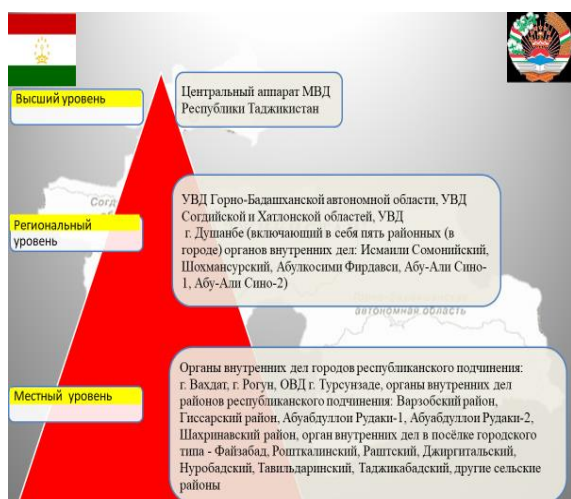 Высший уровень
Центральный аппарат МВД
Республики Таджикистан
Региональный
уровень
УВД Горно-Бадашханской автономной области, УВД
Согдийской и Хатлонской областей, УВД
г. Душанбе (включающий в себя пять районных (в
городе) органов внутренних дел: Исмаили Сомонийский,
Шохмансурский, Абулкосими Фирдавси, Абу-Али Сино-
1, Абу-Али Сино-2)
автономная область
Местный уровень
Органы внутренних дел городов республиканского подчинения:
г. Вахдат, г. Рогун, ОВД г. Турсунзаде, органы внутренних дел
районов республиканского подчинения: Варзобский район,
Гиссарский район, Абуабдуллои Рудаки-1, Абуабдуллои Рудаки-2,
Шахринавский район, орган внутренних дел в посёлке городского
типа - Файзабад, Рошткалинский, Раштский, Джиргитальский,
Нуробадский, Тавильдаринский, Таджикабадский, другие сельские
районы